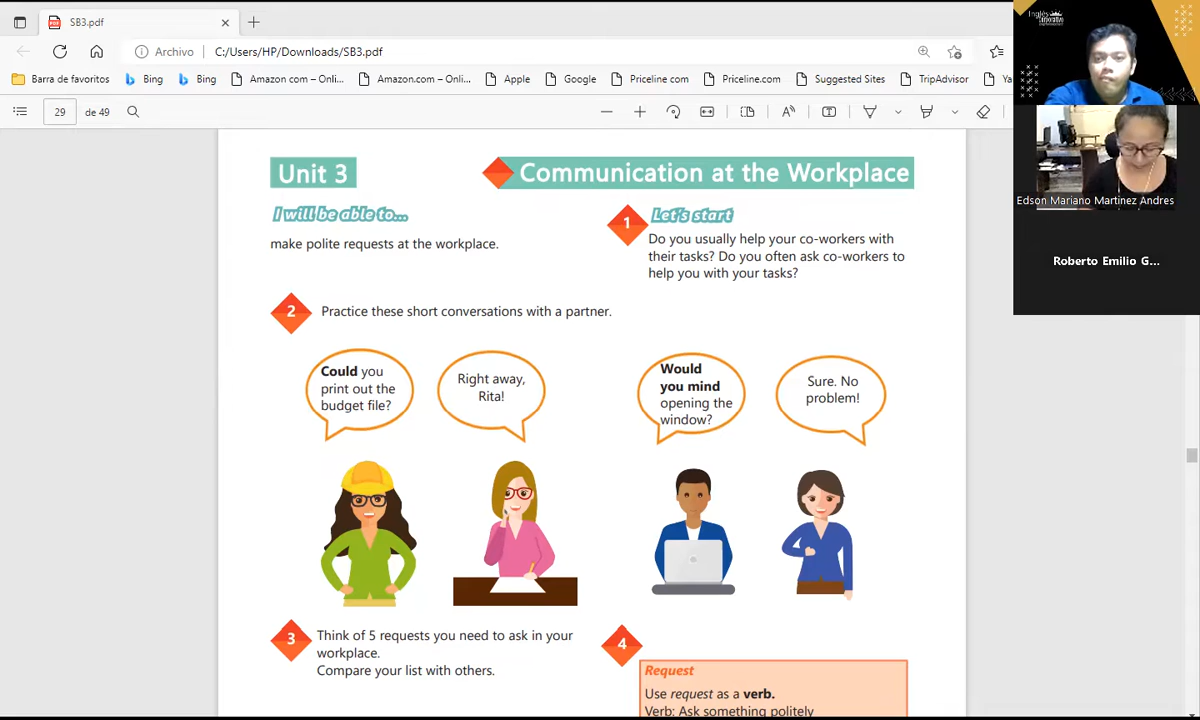 SB3.pdf
Archivo
C:/Users/HP/Downloads/SB3.pdf
Barra de favoritos
Bing
Bing
Amazon com – Onli...
Amazon.com – Onli...
Apple
Google
Priceline com
Priceline.com
Suggested Sites
TripAdvisor
Ya
29
de 49
Inglés
Corporativo
Edson Mariano Martinez Andres
Roberto Emilio G...
Unit 3
Communication at the Workplace
I will be able to...
make polite requests at the workplace.
1
Let's start
Do you usually help your co-workers with
their tasks? Do you often ask co-workers to
help you with your tasks?
2
Practice these short conversations with a partner.
Could you
print out the
budget file?
Right away,
Rita!
Would
you mind
opening the
window?
Sure. No
problem!
3
Think of 5 requests you need to ask in your
workplace.
Compare your list with others.
4
Request
Use request as a verb.
Verb: Ask something politely